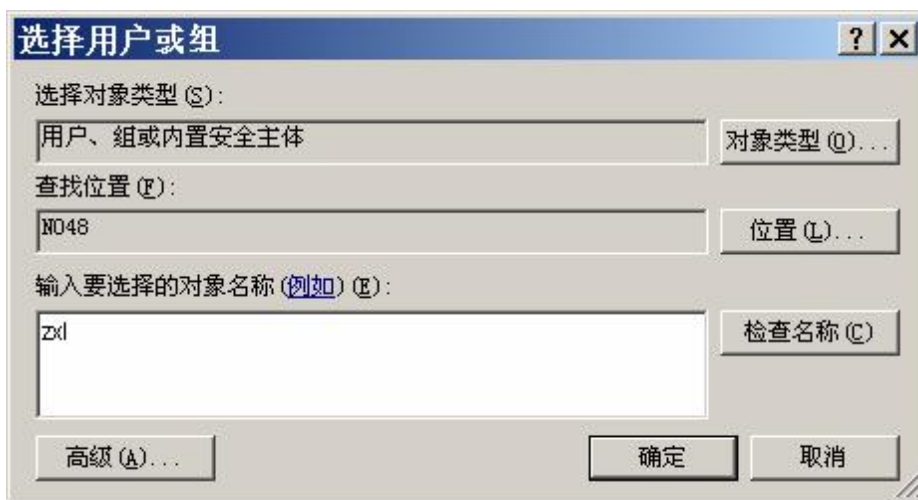 选择用户或组
选择对象类型(S):
用户、组或内置安全主体 对象类型(O)...
查找位置(F):
NO48 位置(L)...
输入要选择的对象名称(例如)(E):
zxl 检查名称(C)
高级(A)... 确定 取消